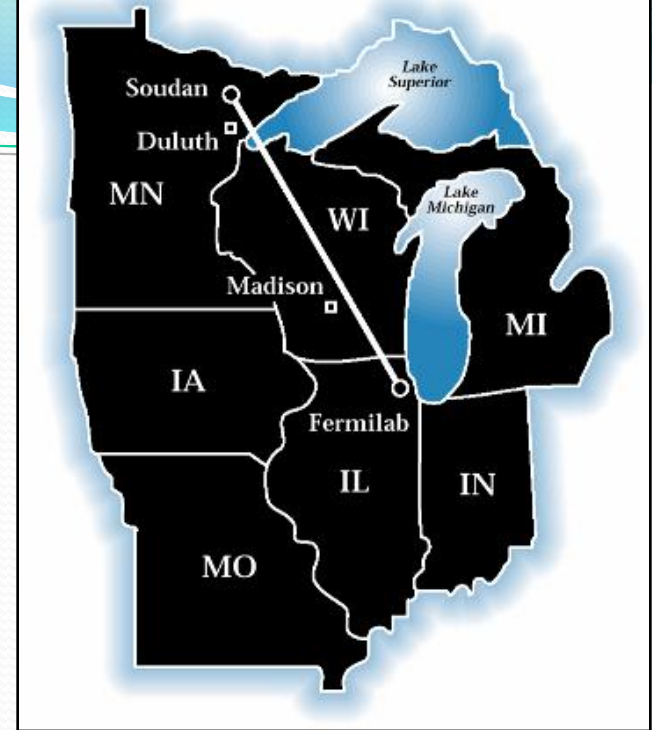 Lake
Superior
Soudan
Duluth
MN
Lake
Michigan
WI
Madison
MI
IA
Fermilab
IL
IN
MO